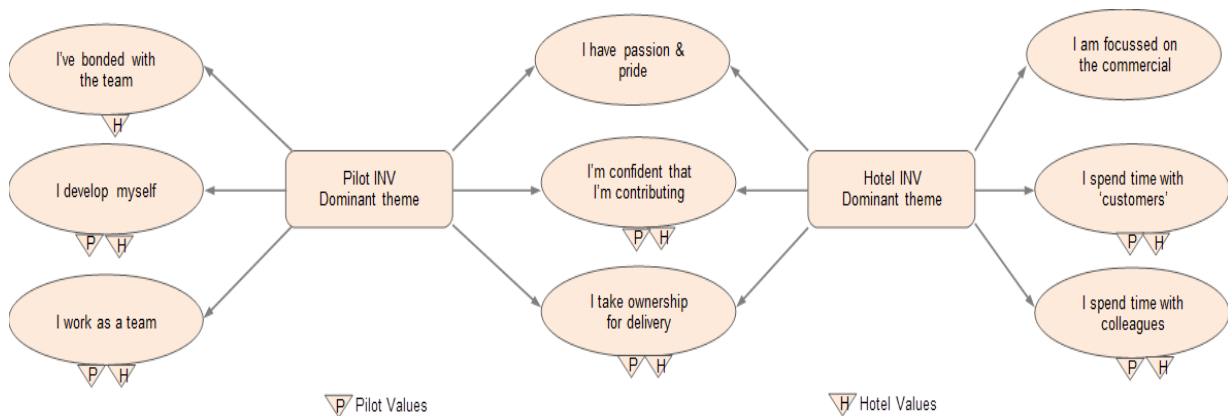 I've bonded with
the team
H
I have passion &
pride
I am focussed on
the commercial
I develop myself
P H
Pilot INV
Dominant theme
I'm confident that
I'm contributing
P H
Hotel INV
Dominant theme
I spend time with
‘customers’
P H
I work as a team
P H
I take ownership
for delivery
P H
I spend time with
colleagues
P H
P Pilot Values
H Hotel Values